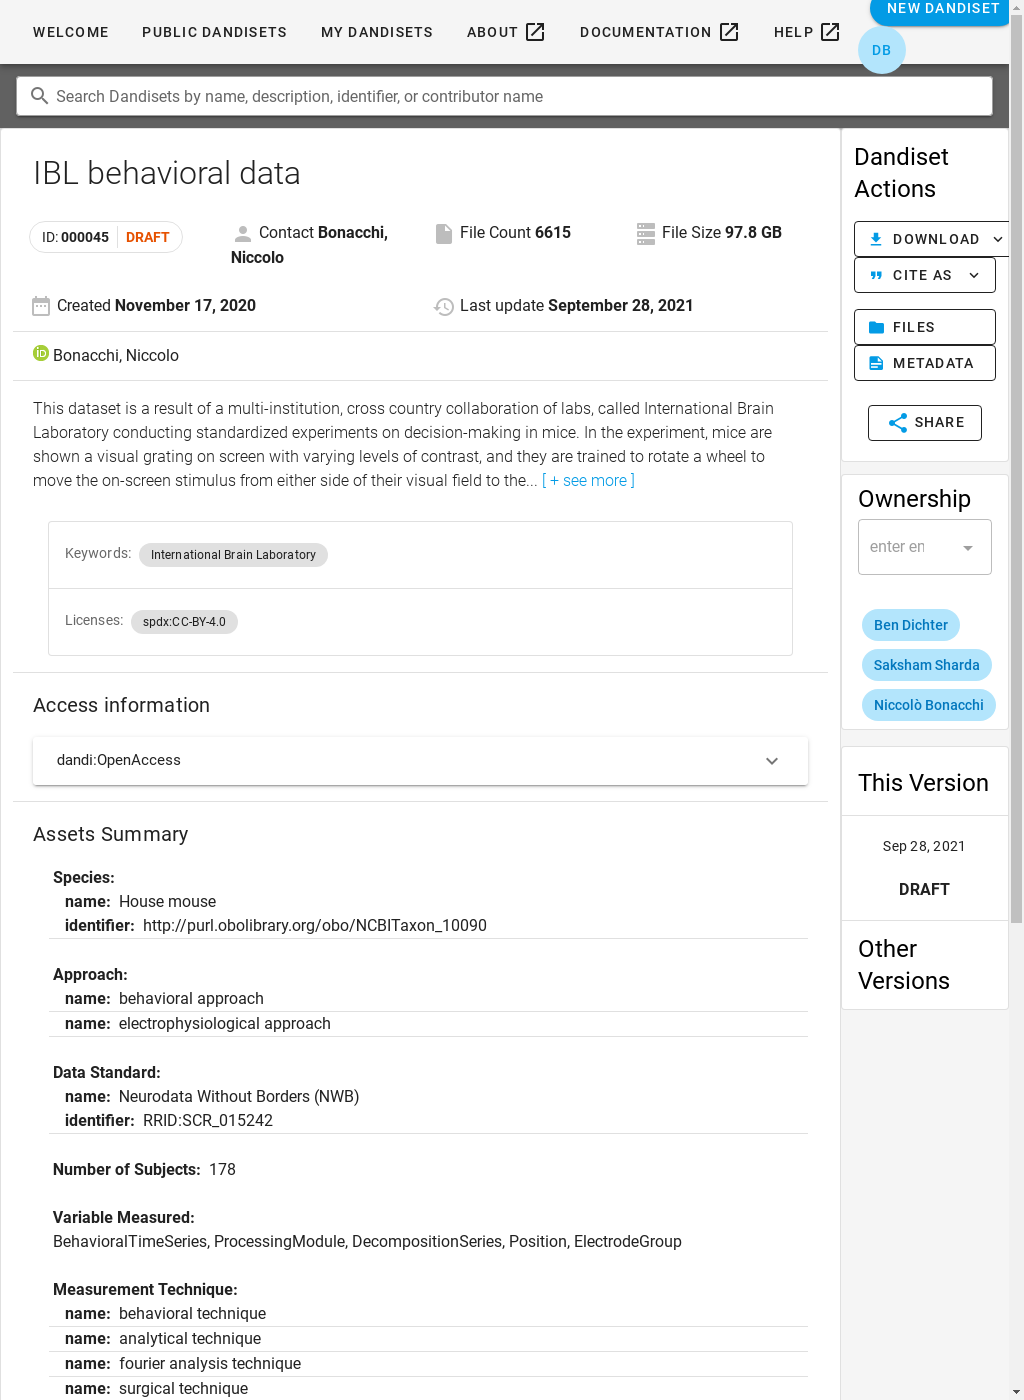 WELCOME PUBLIC DANDISETS MY DANDISETS ABOUT DOCUMENTATION HELP NEW DANDISET
DB
Search Dandisets by name, description, identifier, or contributor name
IBL behavioral data
ID: 000045 DRAFT
Contact Bonacchi,
Niccolo
File Count 6615
File Size 97.8 GB
Created November 17, 2020
Last update September 28, 2021
iD Bonacchi, Niccolo
This dataset is a result of a multi-institution, cross country collaboration of labs, called International Brain
Laboratory conducting standardized experiments on decision-making in mice. In the experiment, mice are
shown a visual grating on screen with varying levels of contrast, and they are trained to rotate a wheel to
move the on-screen stimulus from either side of their visual field to the... [ + see more ]
Keywords: International Brain Laboratory
Licenses: spdx:CC-BY-4.0
Access information
dandi:OpenAccess
Assets Summary
Species:
name: House mouse
identifier: http://purl.obolibrary.org/obo/NCBITaxon_10090
Approach:
name: behavioral approach
name: electrophysiological approach
Data Standard:
name: Neurodata Without Borders (NWB)
identifier: RRID:SCR_015242
Number of Subjects: 178
Variable Measured:
BehavioralTimeSeries, ProcessingModule, DecompositionSeries, Position, ElectrodeGroup
Measurement Technique:
name: behavioral technique
name: analytical technique
name: fourier analysis technique
name: surgical technique
Dandiset
Actions
DOWNLOAD
CITE AS
FILES
METADATA
SHARE
Ownership
enter en
Ben Dichter
Saksham Sharda
Niccolò Bonacchi
This Version
Sep 28, 2021
DRAFT
Other
Versions